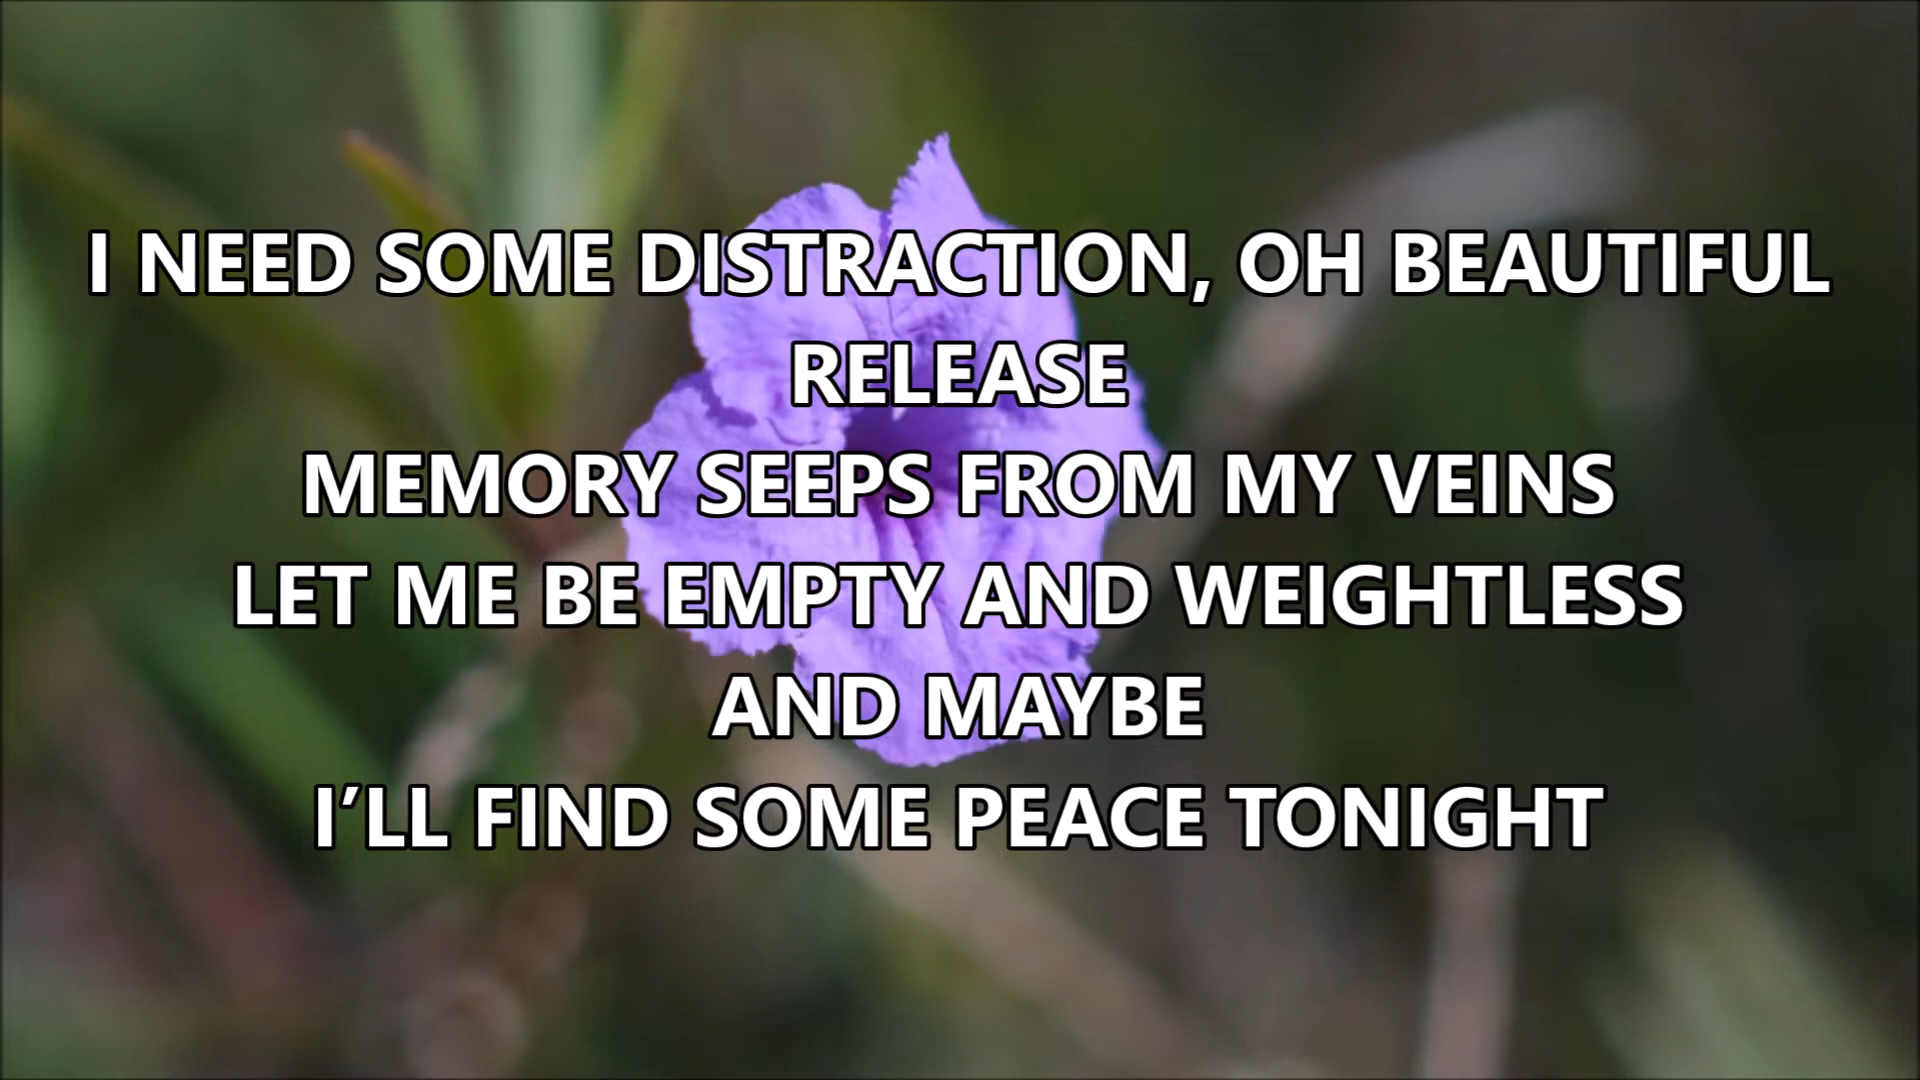 I NEED SOME DISTRACTION, OH BEAUTIFUL
RELEASE
MEMORY SEEPS FROM MY VEINS
LET ME BE EMPTY AND WEIGHTLESS
AND MAYBE
I’LL FIND SOME PEACE TONIGHT